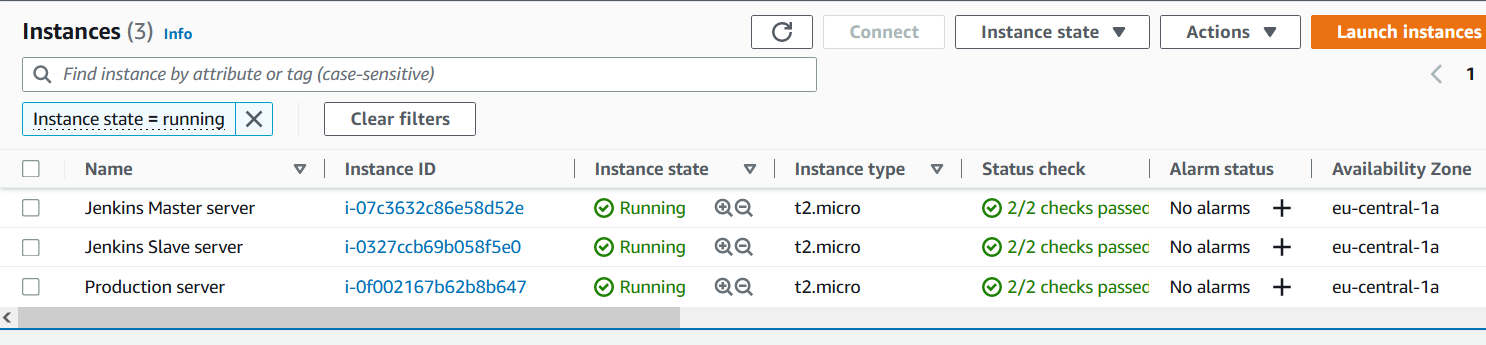 Instances (3) Info Connect Instance state Actions Launch instances
Find instance by attribute or tag (case-sensitive) 1
Instance state = running Clear filters
Name Instance ID Instance state Instance type Status check Alarm status Availability Zone
Jenkins Master server i-07c3632c86e58d52e Running t2.micro 2/2 checks passed No alarms eu-central-1a
Jenkins Slave server i-0327ccb69b058f5e0 Running t2.micro 2/2 checks passed No alarms eu-central-1a
Production server i-0f002167b62b8b647 Running t2.micro 2/2 checks passed No alarms eu-central-1a